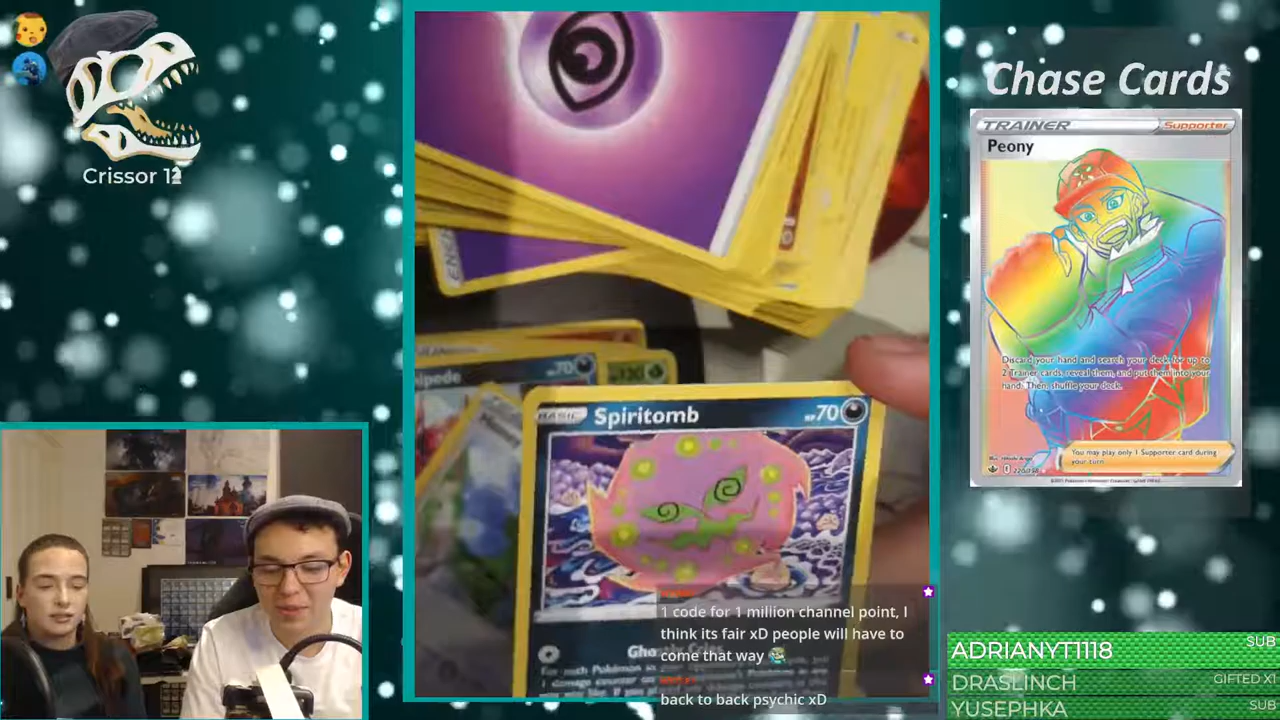 Crissor 12
BASIC Spiritomb HP70
70
130
Chase Cards
TRAINER Supporter
Peony
Discard your hand and search your deck for up to
2 Trainer cards, reveal them, and put them into your
hand. Then, shuffle your deck.
You may play only 1 Supporter card during
your turn.
1 code for 1 million channel point, I
think its fair xD people will have to
come that way
back to back psychic xD
ADRIANYT1118 SUB
DRASLINCH GIFTED X1
YUSEPHKA SUB